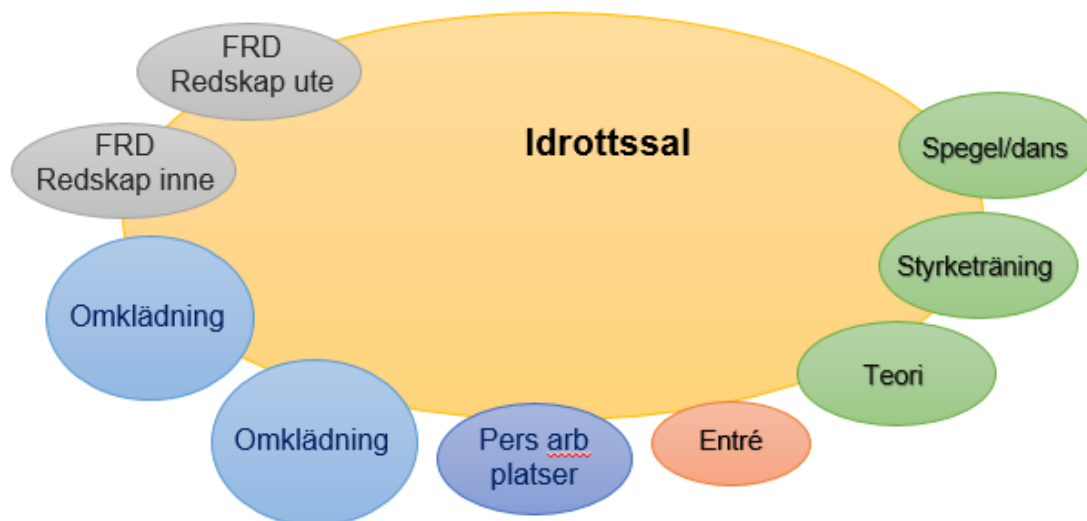 FRD
Redskap ute
FRD
Redskap inne
Idrottssal
Spegel/dans
Styrketräning
Omklädning
Teori
Omklädning
Pers arb
platser
Entré